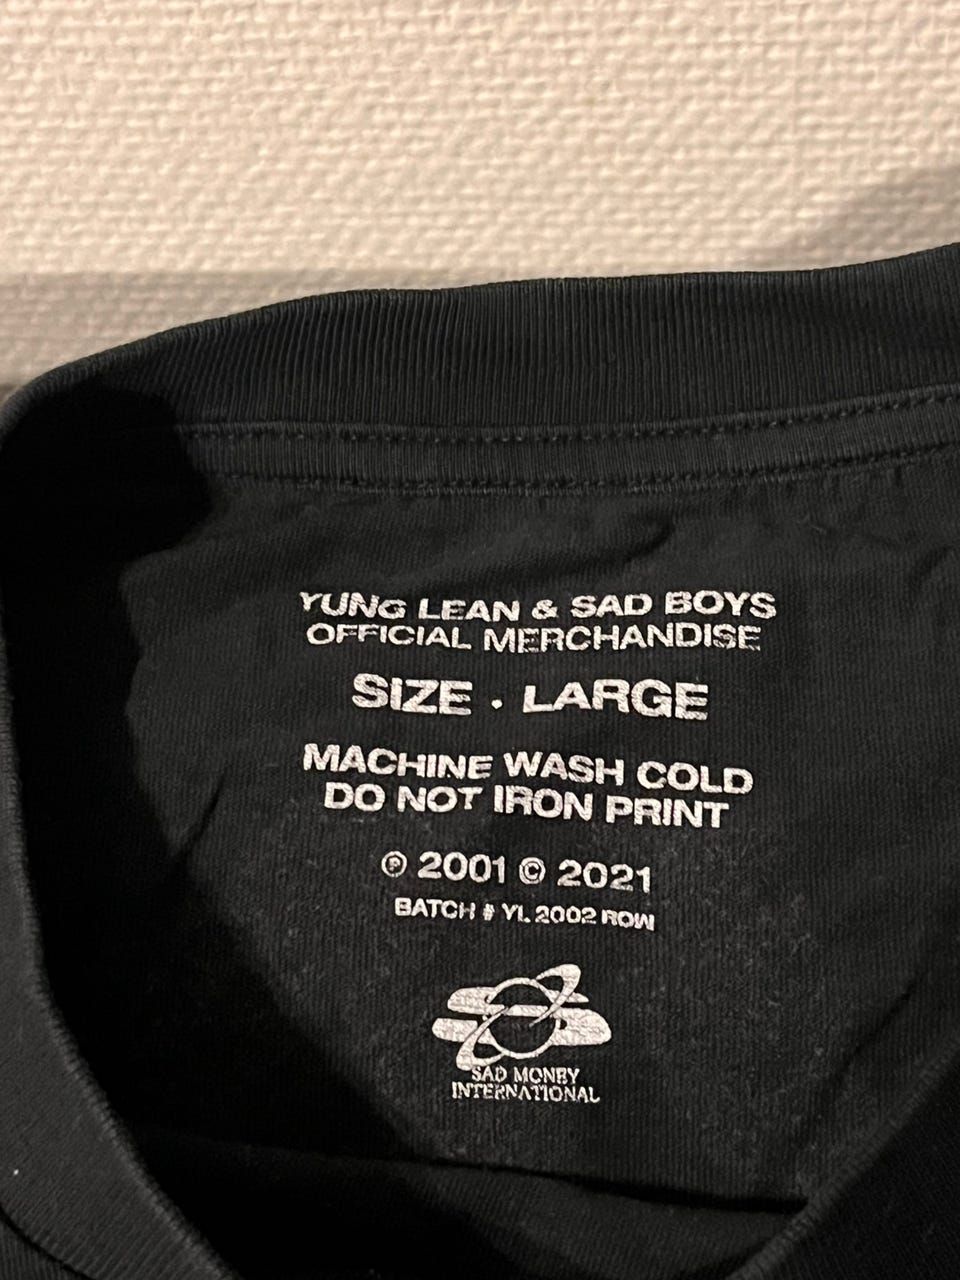 YUNG LEAN & SAD BOYS
OFFICIAL MERCHANDISE
SIZE · LARGE
MACHINE WASH COLD
DO NOT IRON PRINT
℗ 2001 © 2021
BATCH # YL 2002 ROW
SAD MONEY
INTERNATIONAL